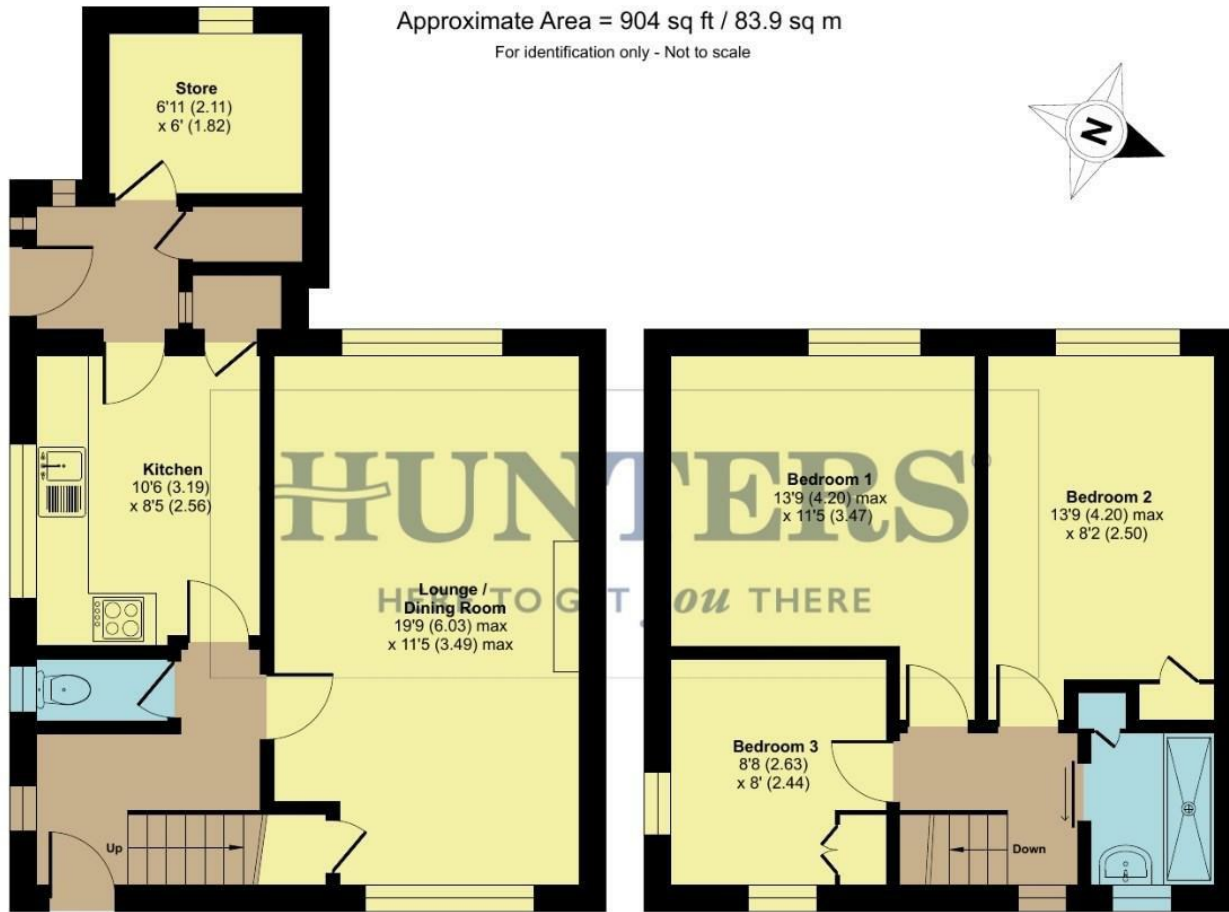 Approximate Area = 904 sq ft / 83.9 sq m
For identification only - Not to scale
N
Store
6'11 (2.11)
x 6' (1.82)
Kitchen
10'6 (3.19)
x 8'5 (2.56)
Lounge /
Dining Room
19'9 (6.03) max
x 11'5 (3.49) max
Up
Bedroom 1
13'9 (4.20) max
x 11'5 (3.47)
Bedroom 2
13'9 (4.20) max
x 8'2 (2.50)
Bedroom 3
8'8 (2.63)
x 8' (2.44)
Down
HUNTERS®
HERE TO GET you THERE